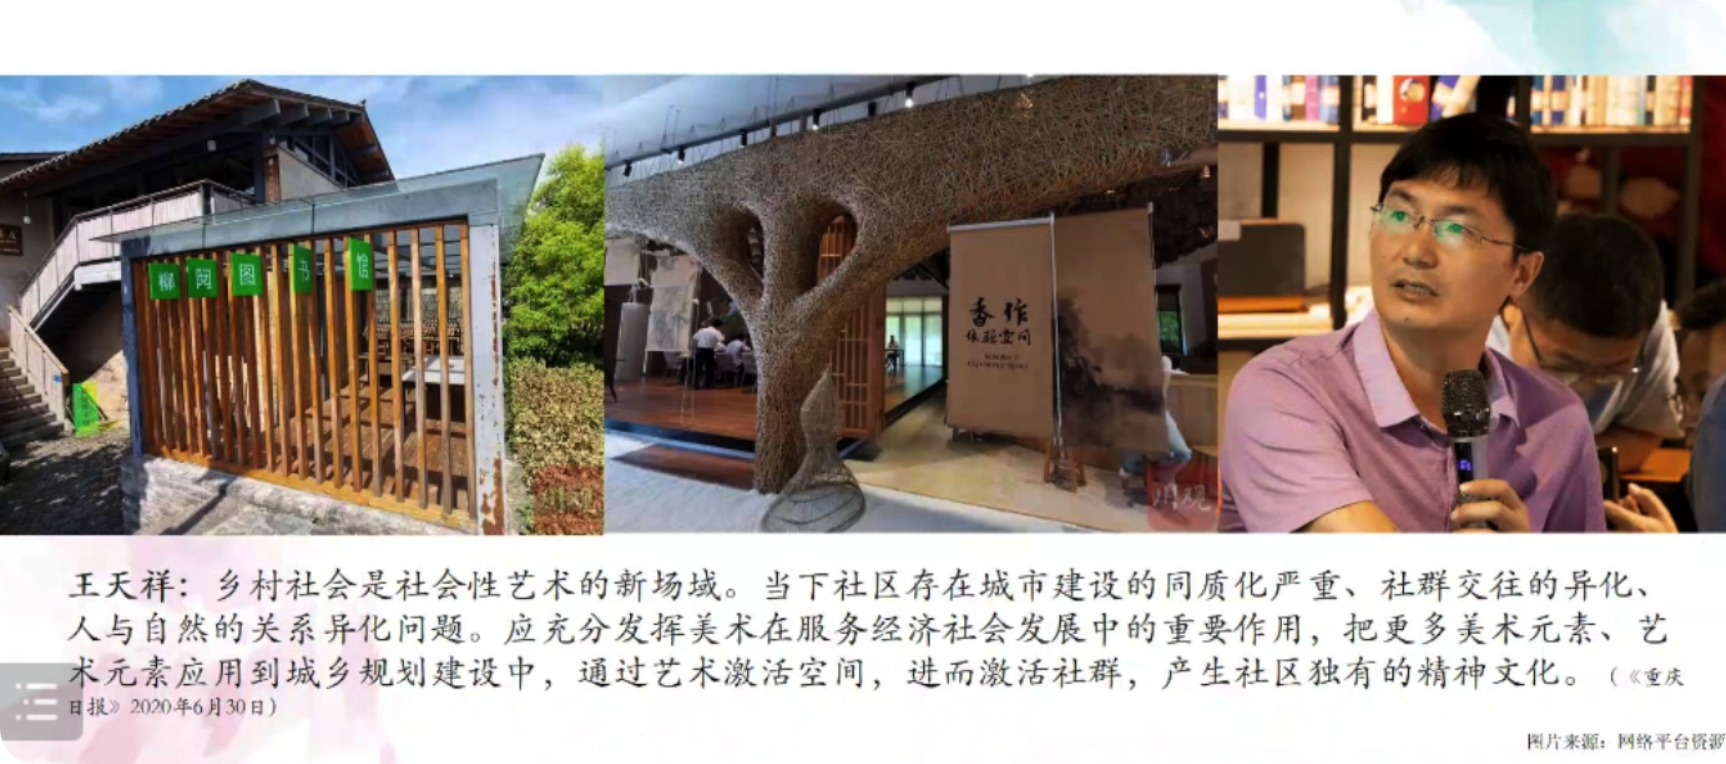 柳
阅
图
书
馆
香作
体验空间
川观
川观
王天祥：乡村社会是社会性艺术的新场域。当下社区存在城市建设的同质化严重、社群交往的异化、
人与自然的关系异化问题。应充分发挥美术在服务经济社会发展中的重要作用，把更多美术元素、艺
术元素应用到城乡规划建设中，通过艺术激活空间，进而激活社群，产生社区独有的精神文化。（《重庆
日报》2020年6月30日）
图片来源：网络平台资源